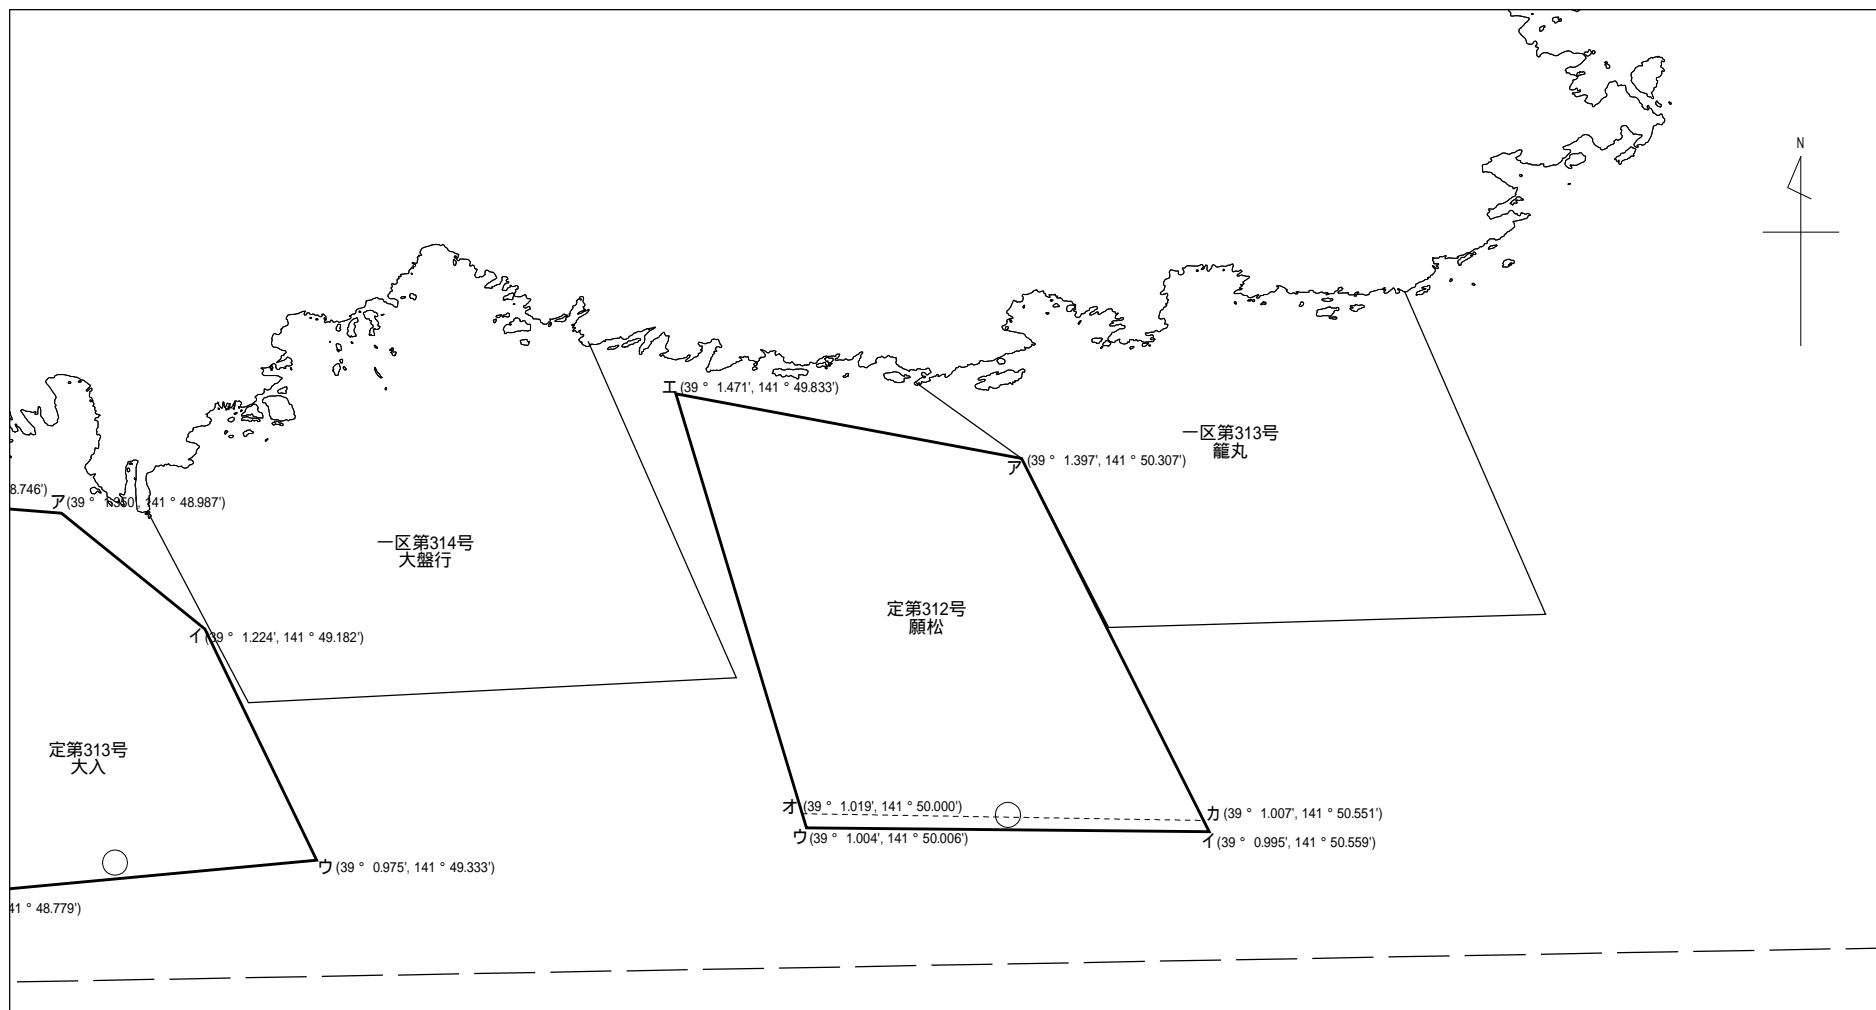 N
エ(39° 1.471', 141° 49.833')
一区第313号
籠丸
ア(39° 1.397', 141° 50.307')
8.746')
ア(39° 1.350', 141° 48.987')
一区第314号
大盤行
定第312号
願松
イ(39° 1.224', 141° 49.182')
定第313号
大入
オ(39° 1.019', 141° 50.000')
カ(39° 1.007', 141° 50.551')
ウ(39° 1.004', 141° 50.006')
イ(39° 0.995', 141° 50.559')
ウ(39° 0.975', 141° 49.333')
41° 48.779')